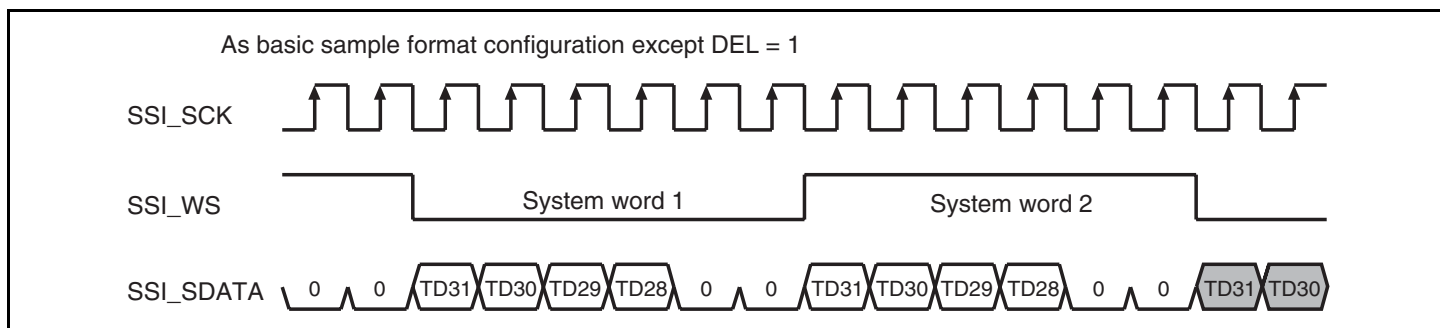 As basic sample format configuration except DEL = 1
SSI_SCK
SSI_WS System word 1 System word 2
SSI_SDATA 0 0 TD31 TD30 TD29 TD28 0 0 TD31 TD30 TD29 TD28 0 0 TD31 TD30